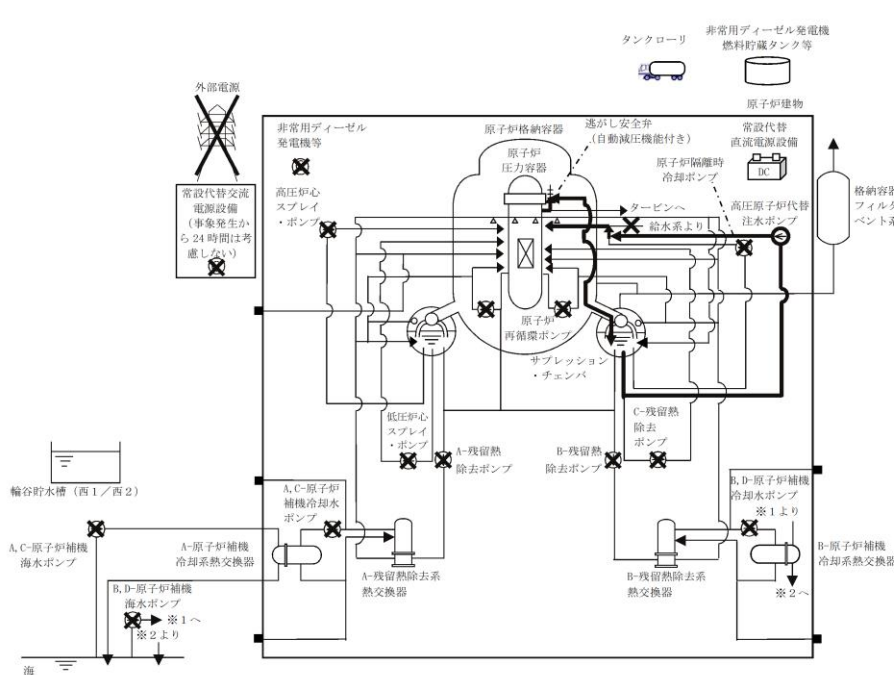 タンクローリ
非常用ディーゼル発電機
燃料貯蔵タンク等
外部電源
原子炉建物
非常用ディーゼル
発電機等
原子炉格納容器
原子炉
圧力容器
逃がし安全弁
(自動減圧機能付き)
常設代替
直流電源設備
DC
原子炉隔離時
冷却ポンプ
高圧原子炉代替
注水ポンプ
格納容器
フィルタ
ベント系
常設代替交流
電源設備
(事象発生か
ら24時間は考
慮しない)
高圧炉心
スプレイ
・ポンプ
タービンへ
給水系より
原子炉
再循環ポンプ
サプレッション
・チェンバ
低圧炉心
スプレイ
・ポンプ
A-残留熱
除去ポンプ
B-残留熱
除去ポンプ
C-残留熱
除去
ポンプ
輪谷貯水槽(西1/西2)
A,C-原子炉
補機冷却水
ポンプ
B,D-原子炉補機
冷却水ポンプ
※1より
A,C-原子炉補機
海水ポンプ
A-原子炉補機
冷却系熱交換器
A-残留熱除去系
熱交換器
B-残留熱除去系
熱交換器
B-原子炉補機
冷却系熱交換器
※2へ
B,D-原子炉補機
海水ポンプ
※1へ
※2より
海